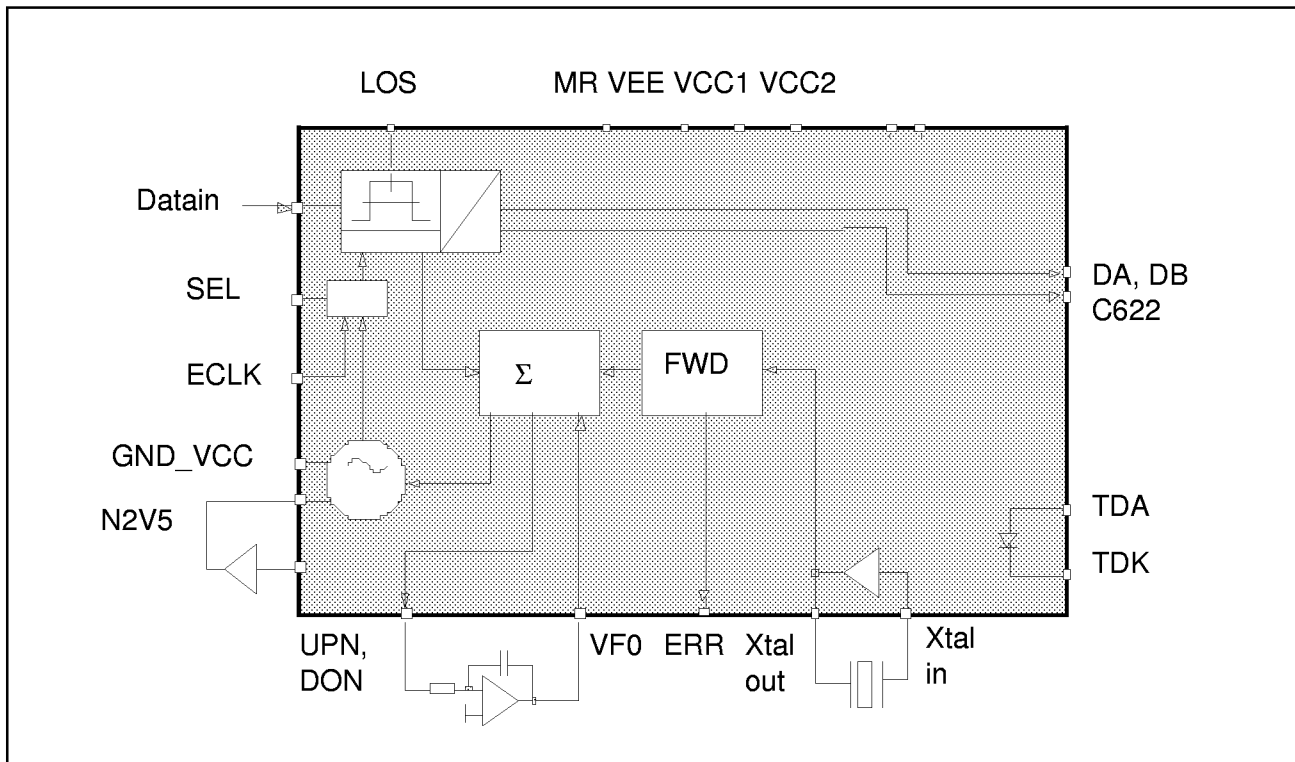 LOS
MR VEE VCC1 VCC2
Datain
SEL
DA, DB
C622
ECLK
Σ
FWD
GND_VCC
N2V5
TDA
TDK
UPN,
DON
VF0
ERR
Xtal
out
Xtal
in